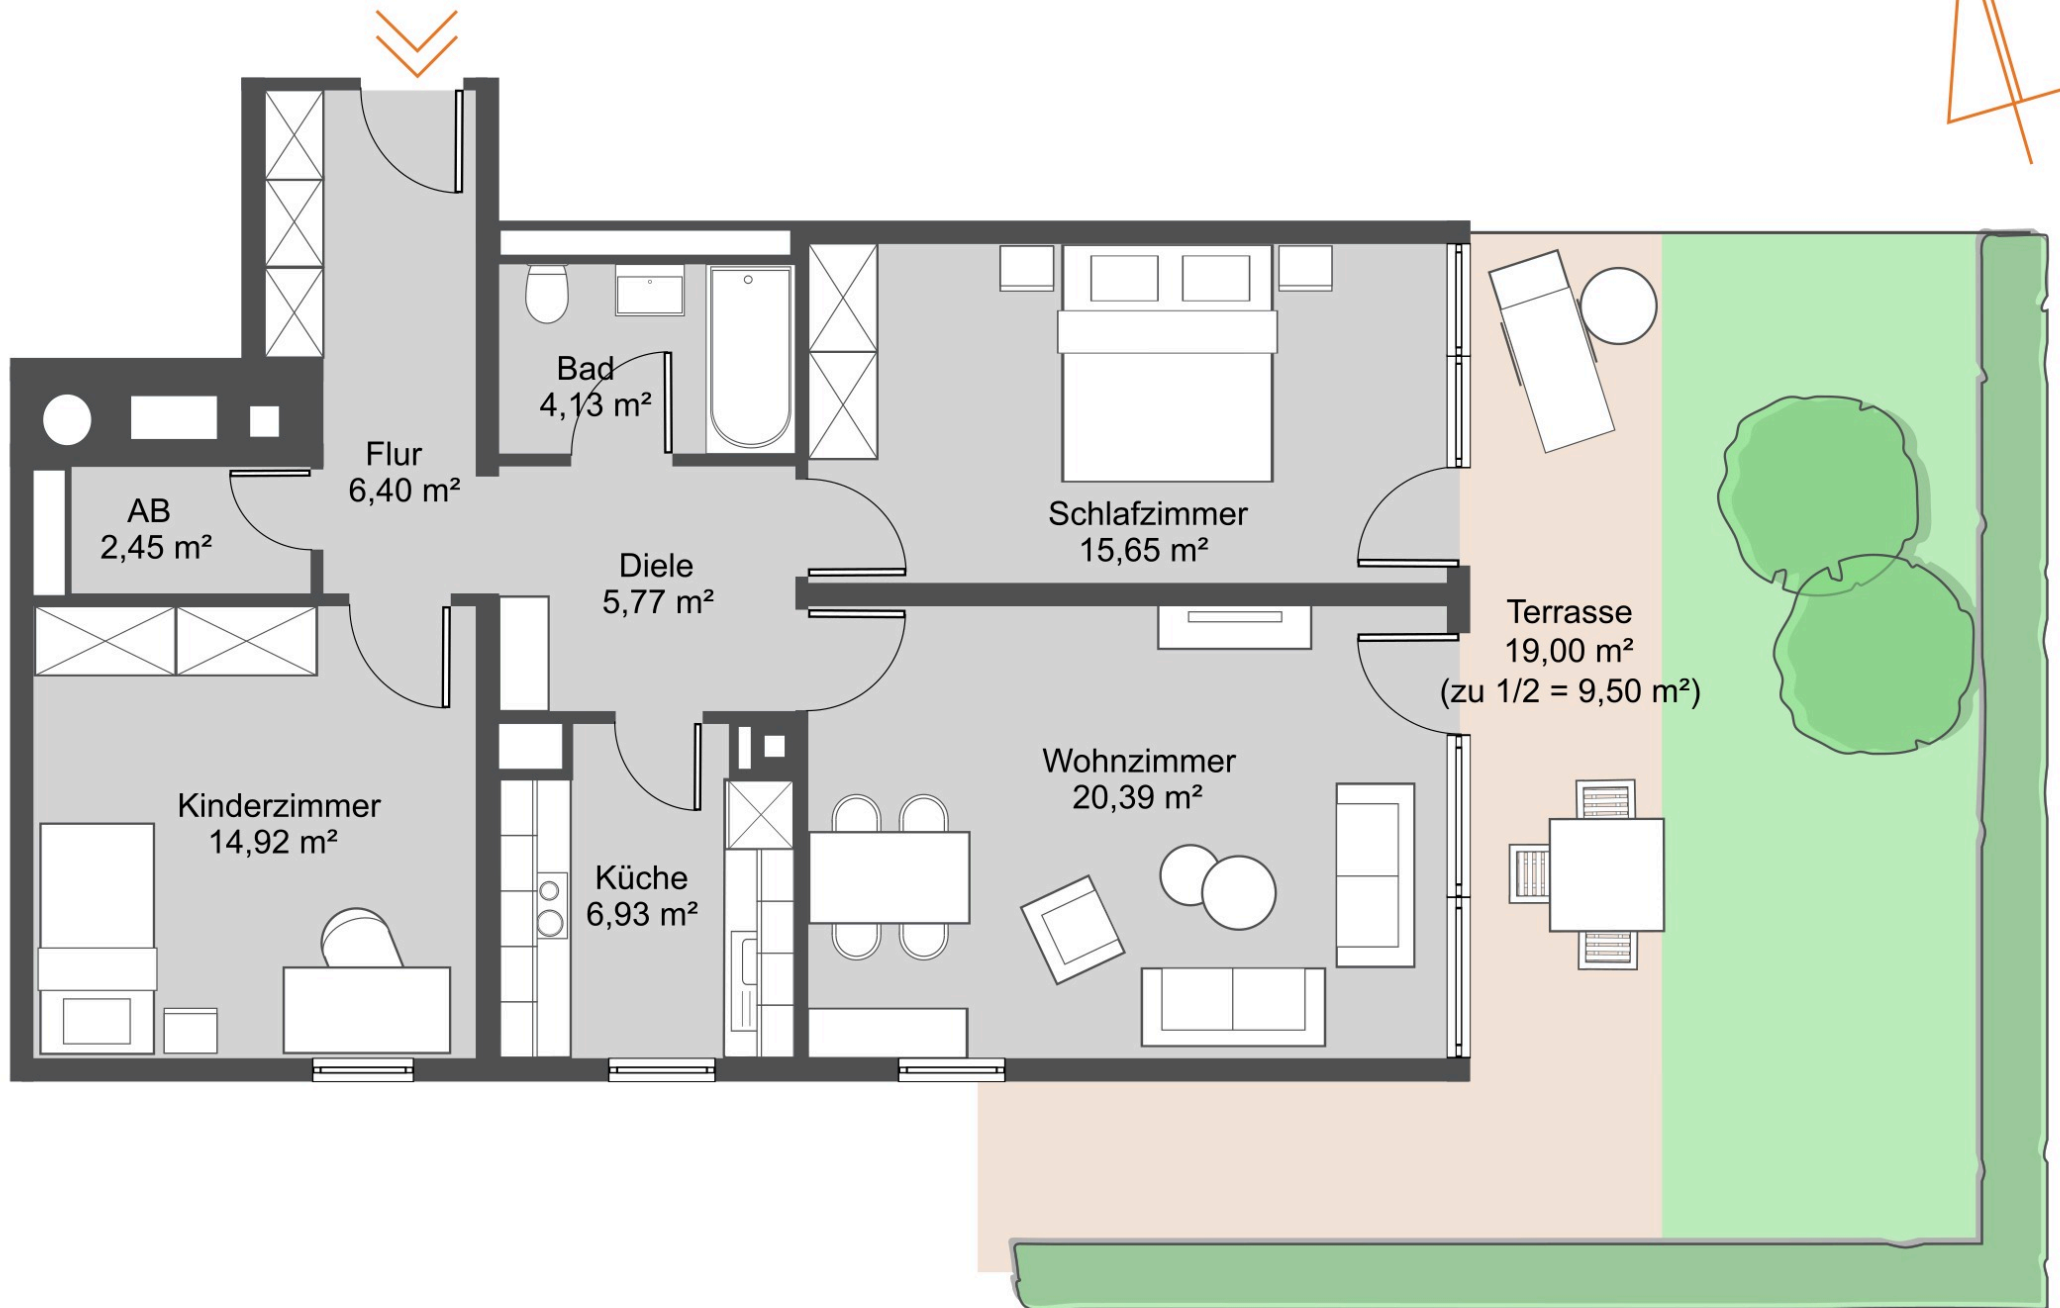 Bad
4,13 m²
Flur
6,40 m²
AB
2,45 m²
Schlafzimmer
15,65 m²
Diele
5,77 m²
Terrasse
19,00 m²
(zu 1/2 = 9,50 m²)
Wohnzimmer
20,39 m²
Kinderzimmer
14,92 m²
Küche
6,93 m²